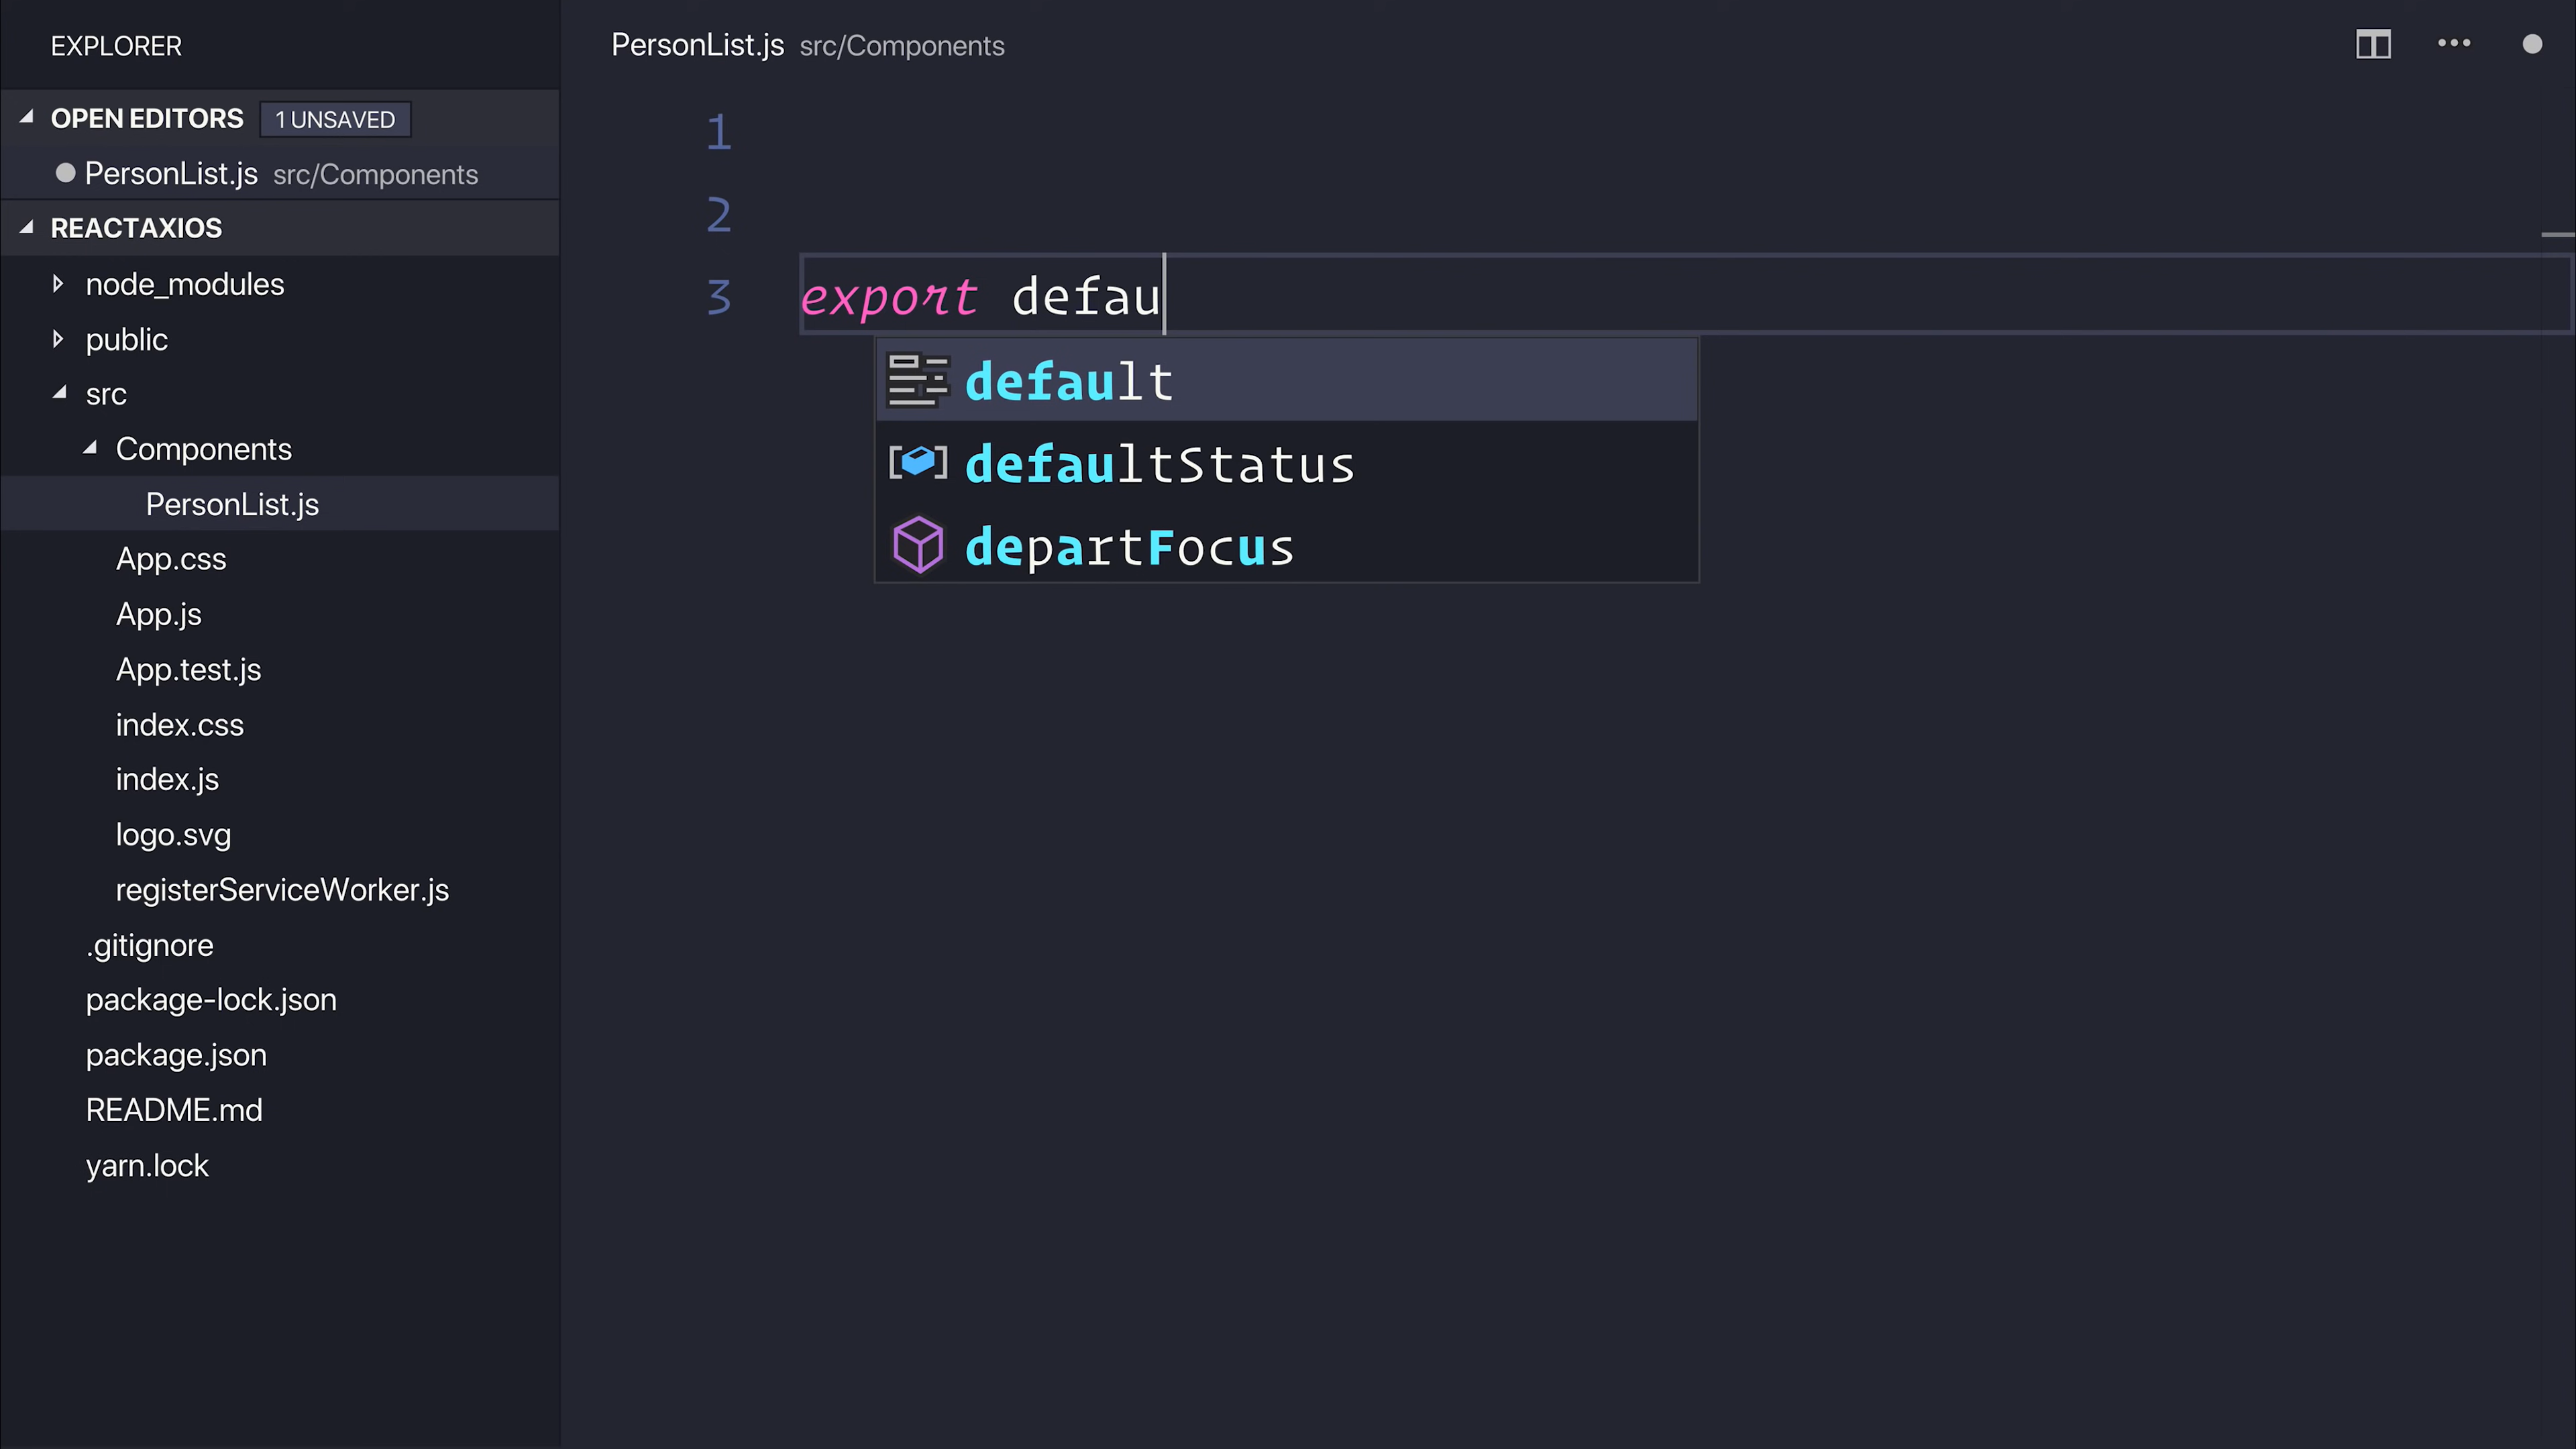 EXPLORER
OPEN EDITORS 1 UNSAVED
PersonList.js src/Components
REACTAXIOS
node_modules
public
src
Components
PersonList.js
App.css
App.js
App.test.js
index.css
index.js
logo.svg
registerServiceWorker.js
.gitignore
package-lock.json
package.json
README.md
yarn.lock
PersonList.js src/Components
1
2
3 export defau
default
defaultStatus
departFocus